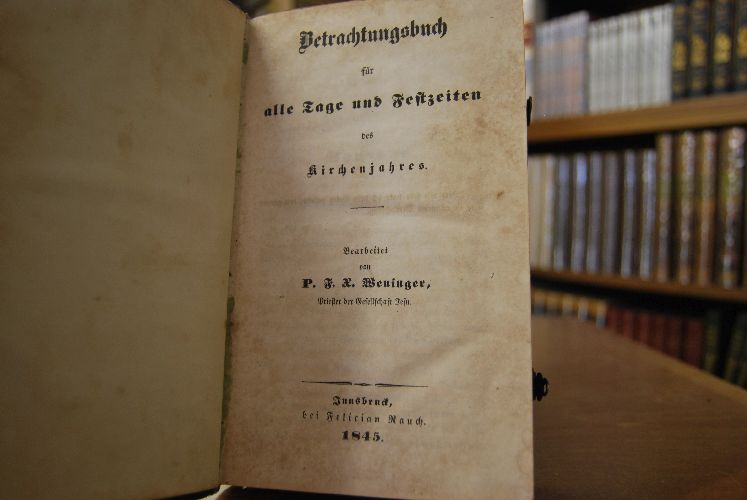 Betrachtungsbuch
für
alle Tage und Festzeiten
des
Kirchenjahres.
Bearbeitet
von
P. F. X. Weninger,
Priester der Gesellschaft Jesu.
Innsbruck,
bei Felician Rauch.
1845.